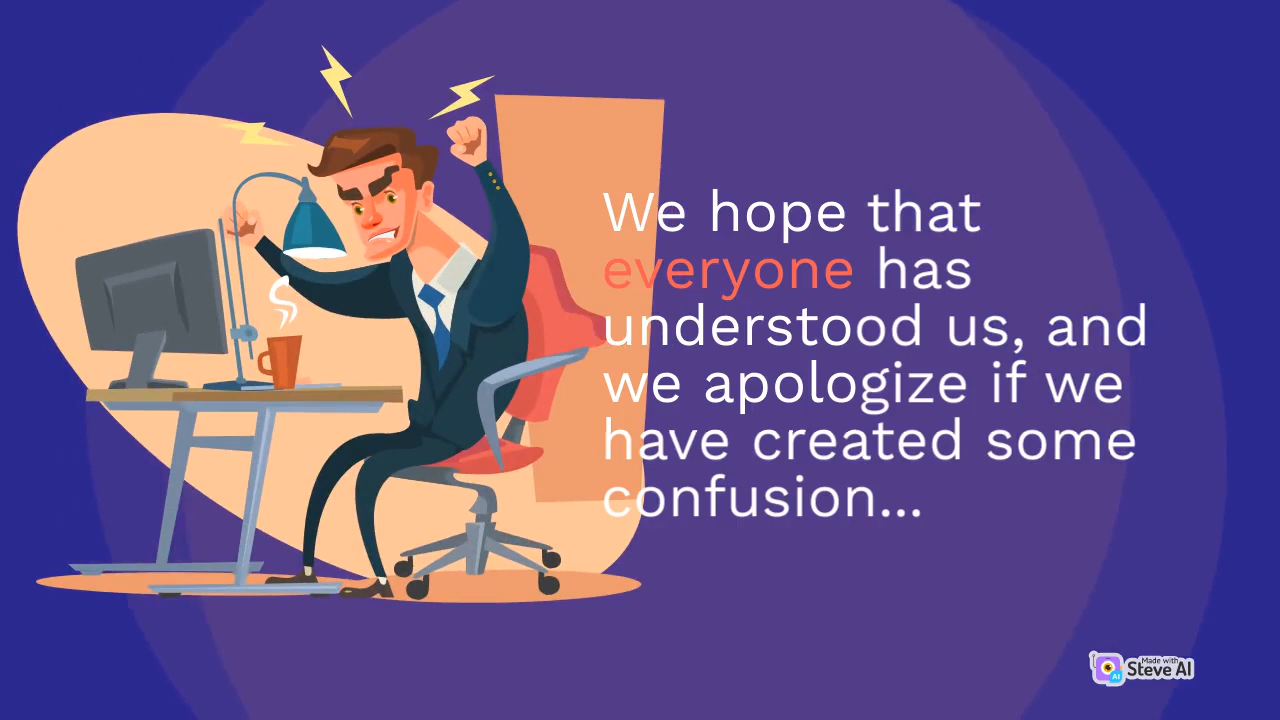 We hope that
everyone has
understood us, and
we apologize if we
have created some
confusion...
Made with
Steve AI
AI